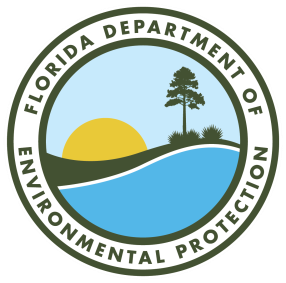 FLORIDA DEPARTMENT OF
ENVIRONMENTAL PROTECTION